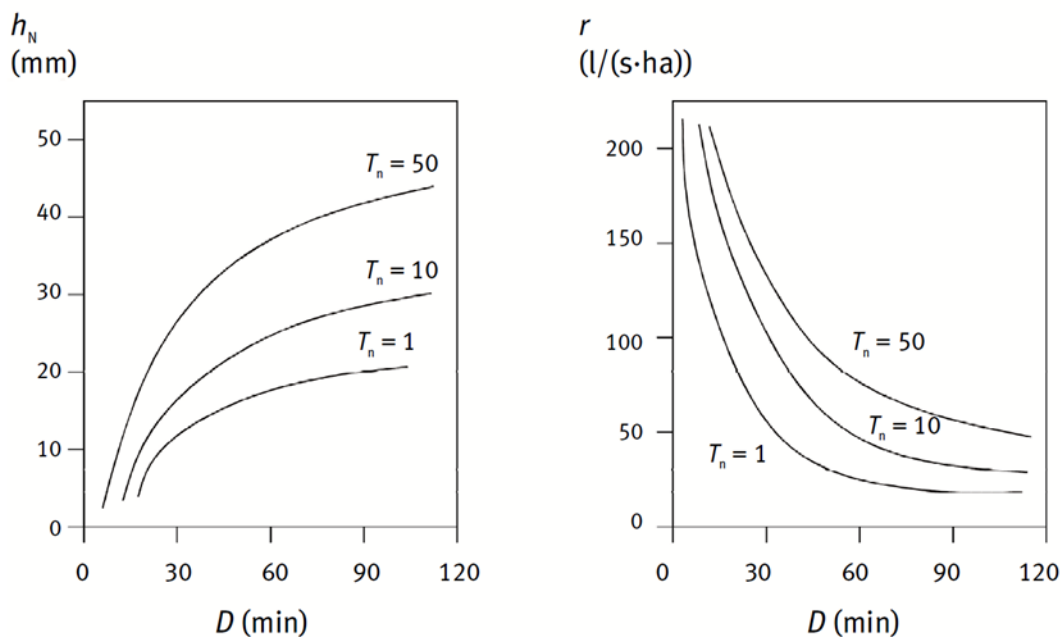 h_N
(mm)
50
40
30
20
10
0
T_n = 50
T_n = 10
T_n = 1
0 30 60 90 120
D (min)
r
(l/(s·ha))
200
150
100
50
0
T_n = 50
T_n = 10
T_n = 1
0 30 60 90 120
D (min)